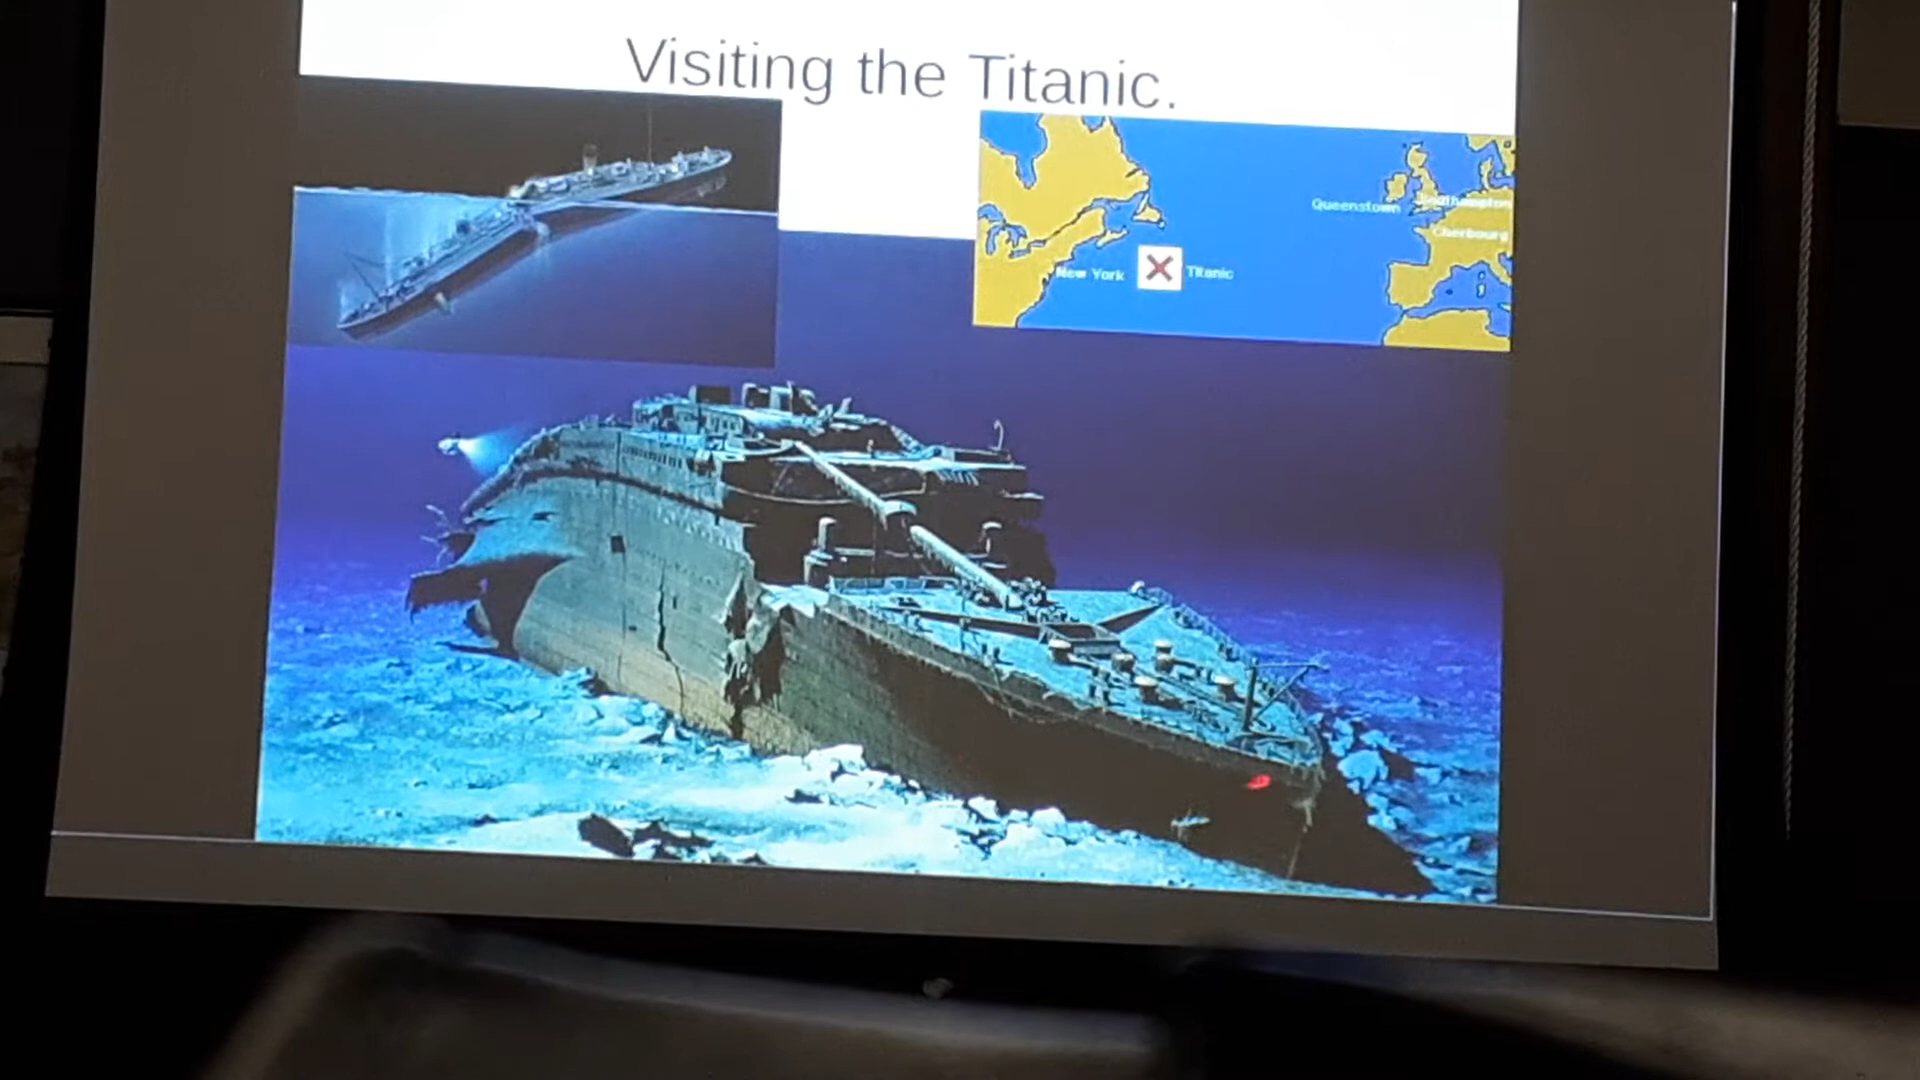 Visiting the Titanic.
Queenstown
Southampton
Cherbourg
New York
Titanic